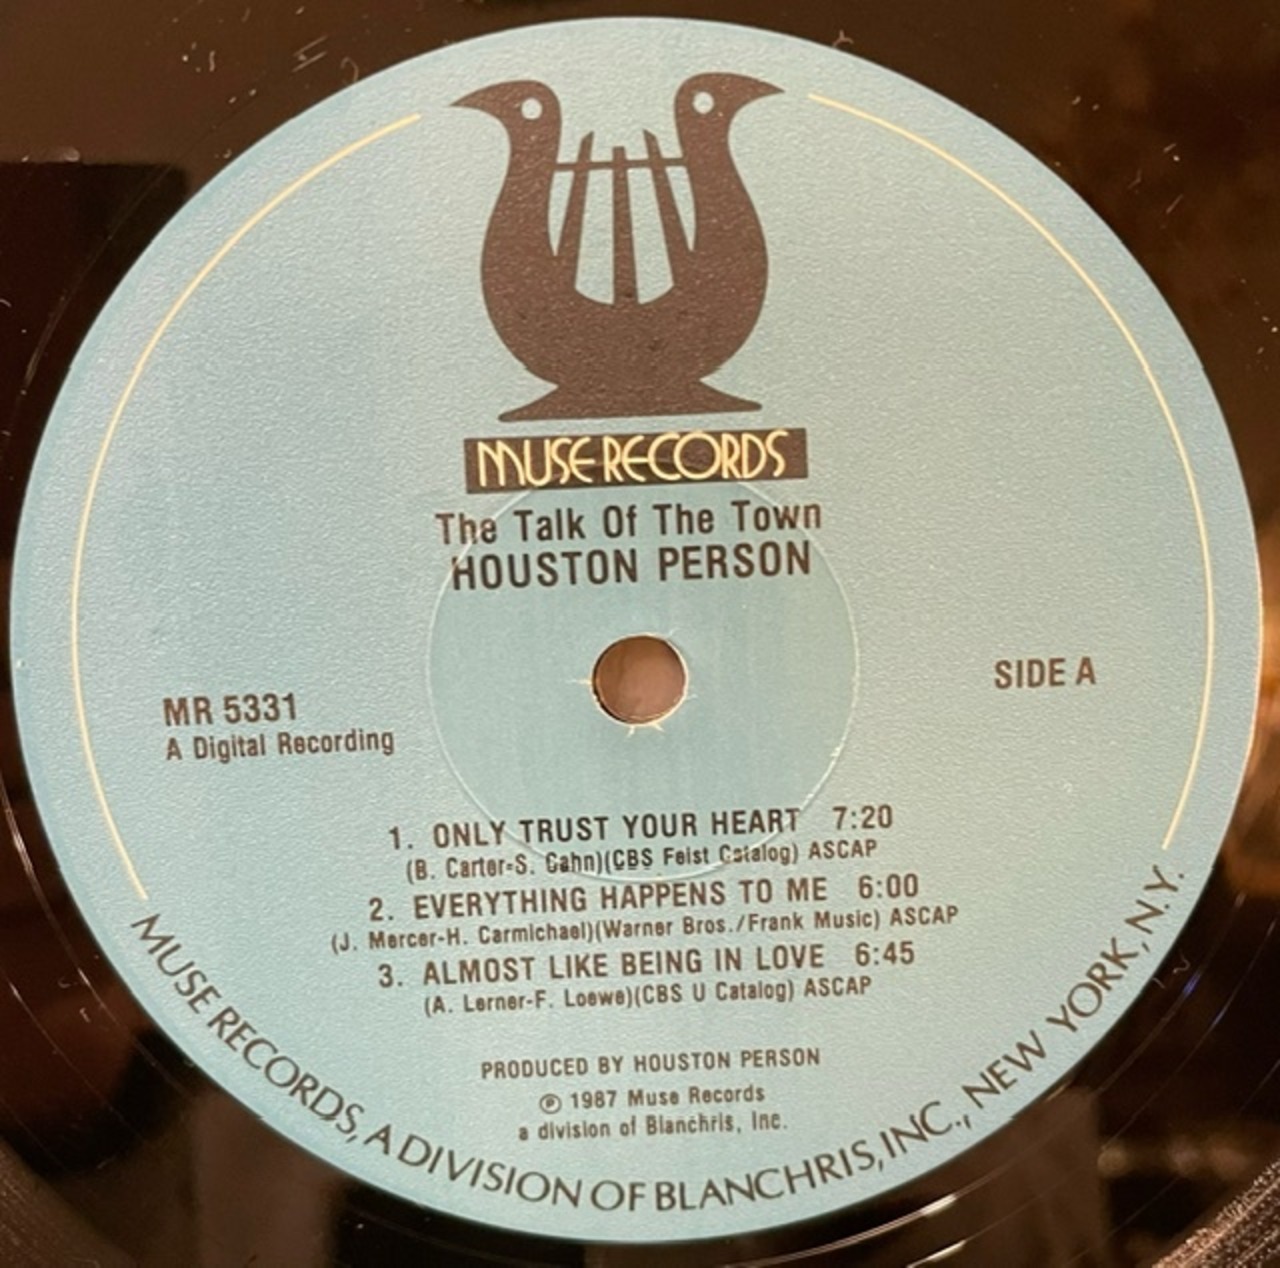 MUSE RECORDS
The Talk Of The Town
HOUSTON PERSON
SIDE A
MR 5331
A Digital Recording
1. ONLY TRUST YOUR HEART 7:20
(B. Carter-S. Cahn)(CBS Feist Catalog) ASCAP
2. EVERYTHING HAPPENS TO ME 6:00
(J. Mercer-H. Carmichael)(Warner Bros./Frank Music) ASCAP
3. ALMOST LIKE BEING IN LOVE 6:45
(A. Lerner-F. Loewe)(CBS U Catalog) ASCAP
PRODUCED BY HOUSTON PERSON
℗ 1987 Muse Records
a division of Blanchris, Inc.
MUSE RECORDS, A DIVISION OF BLANCHRIS, INC., NEW YORK, N.Y.